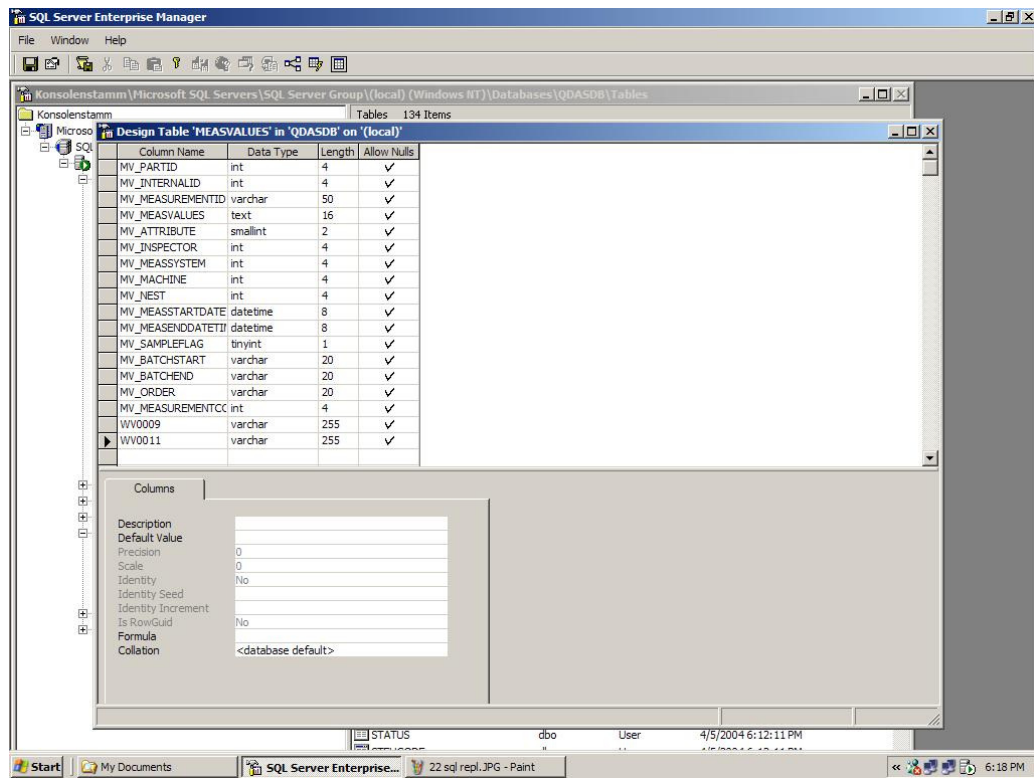 SQL Server Enterprise Manager
File Window Help
Konsolenstamm\Microsoft SQL Servers\SQL Server Group\(local) (Windows NT)\Databases\QDASDB\Tables
Konsolenstamm Tables 134 Items
Microso
SQL
Design Table 'MEASVALUES' in 'QDASDB' on '(local)'
Column Name Data Type Length Allow Nulls
MV_PARTID int 4
MV_INTERNALID int 4
MV_MEASUREMENTID varchar 50
MV_MEASVALUES text 16
MV_ATTRIBUTE smallint 2
MV_INSPECTOR int 4
MV_MEASSYSTEM int 4
MV_MACHINE int 4
MV_NEST int 4
MV_MEASSTARTDATE datetime 8
MV_MEASENDDATETI datetime 8
MV_SAMPLEFLAG tinyint 1
MV_BATCHSTART varchar 20
MV_BATCHEND varchar 20
MV_ORDER varchar 20
MV_MEASUREMENTCC int 4
WV0009 varchar 255
WV0011 varchar 255
Columns
Description
Default Value
Precision 0
Scale 0
Identity No
Identity Seed
Identity Increment
Is RowGuid No
Formula
Collation <database default>
STATUS dbo User 4/5/2004 6:12:11 PM
Start My Documents SQL Server Enterprise... 22 sql repl.JPG - Paint 6:18 PM